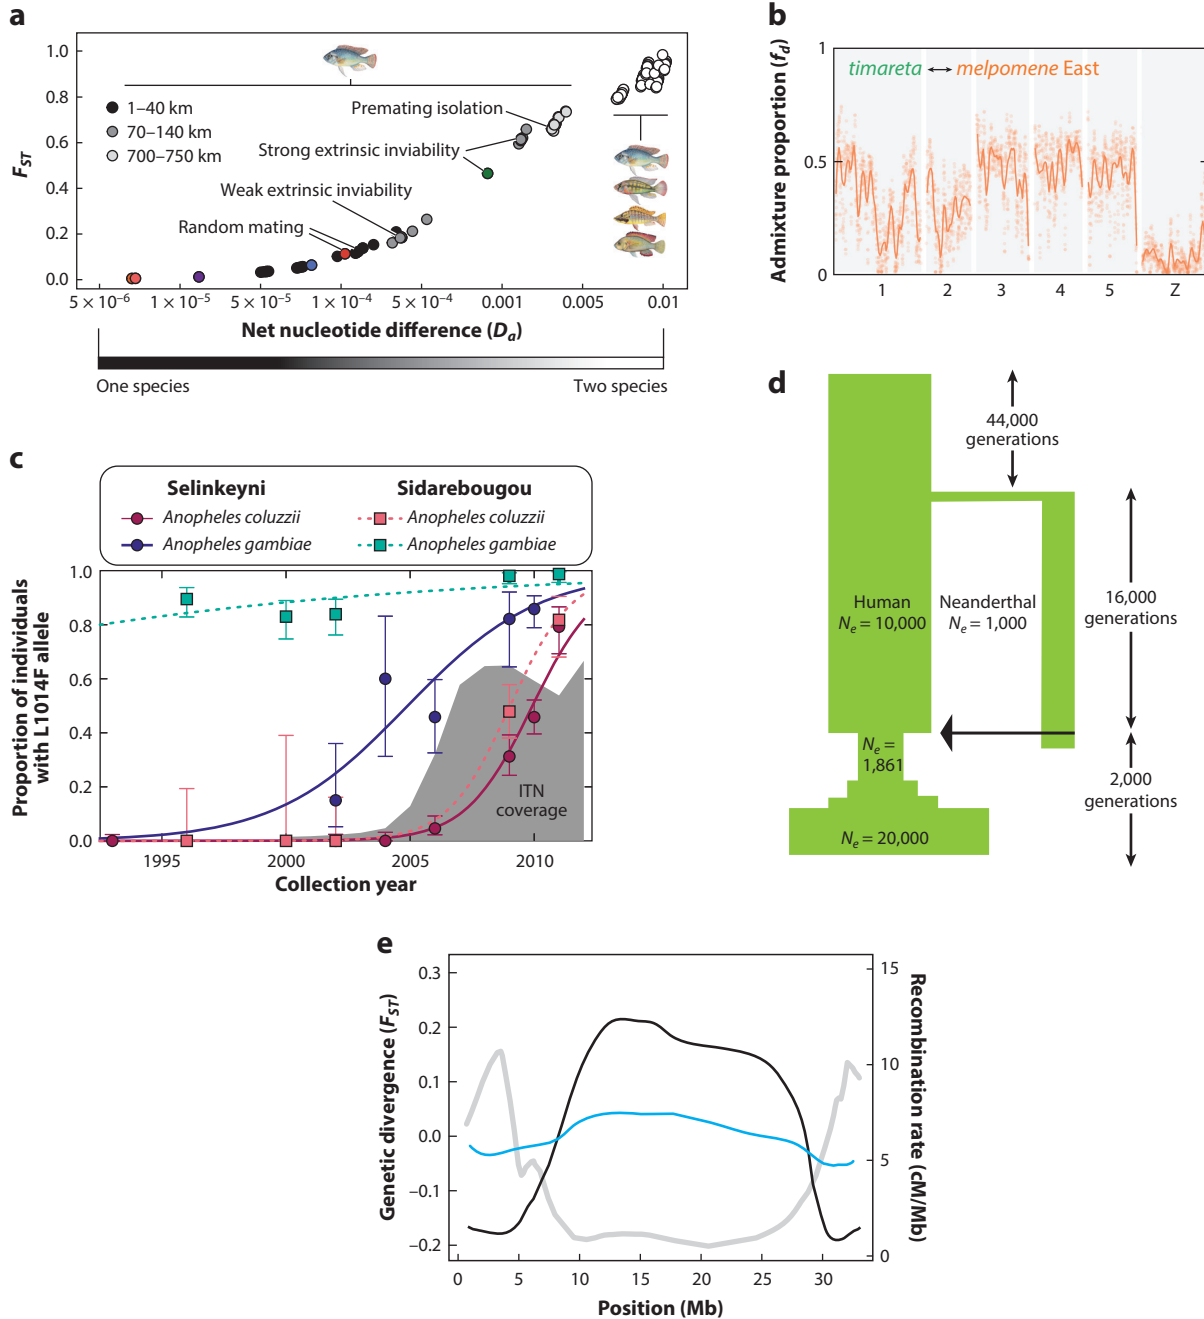 a
1.0
0.8
0.6
0.4
0.2
0.0
F_ST
1–40 km
70–140 km
700–750 km
Premating isolation
Strong extrinsic inviability
Weak extrinsic inviability
Random mating
5 × 10⁻⁶
1 × 10⁻⁵
5 × 10⁻⁵
1 × 10⁻⁴
5 × 10⁻⁴
0.001
0.005
0.01
Net nucleotide difference (D_a)
One species
Two species
b
timareta ↔ melpomene East
Admixture proportion (f_d)
1
0.5
0
1
2
3
4
5
Z
c
Selinkeyni
Anopheles coluzzii
Anopheles gambiae
Sidarebougou
Anopheles coluzzii
Anopheles gambiae
Proportion of individuals
with L1014F allele
1.0
0.8
0.6
0.4
0.2
0.0
ITN
coverage
1995
2000
2005
2010
Collection year
d
44,000
generations
Human
N_e = 10,000
Neanderthal
N_e = 1,000
16,000
generations
N_e =
1,861
2,000
generations
N_e = 20,000
e
Genetic divergence (F_ST)
0.3
0.2
0.1
0.0
−0.1
−0.2
0
5
10
15
20
25
30
Position (Mb)
15
10
5
0
Recombination rate (cM/Mb)